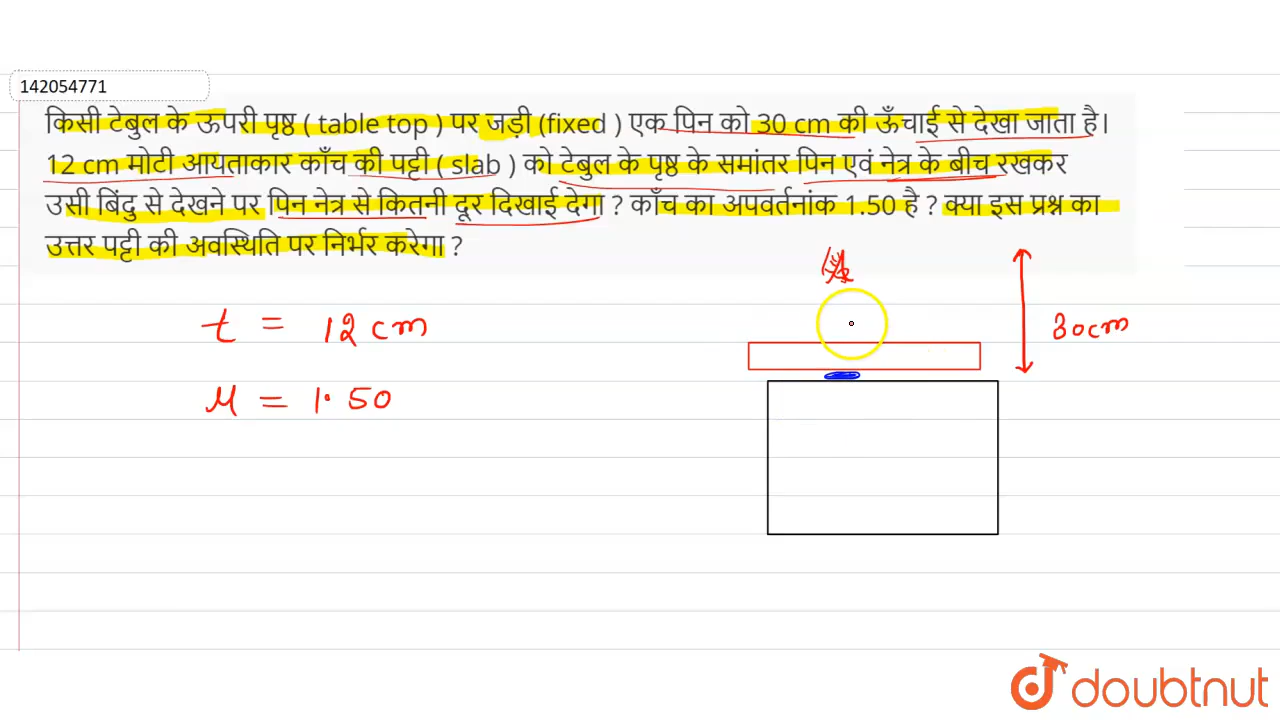 142054771
किसी टेबुल के ऊपरी पृष्ठ ( table top ) पर जड़ी (fixed ) एक पिन को 30 cm की ऊँचाई से देखा जाता है।
12 cm मोटी आयताकार काँच की पट्टी ( slab ) को टेबुल के पृष्ठ के समांतर पिन एवं नेत्र के बीच रखकर
उसी बिंदु से देखने पर पिन नेत्र से कितनी दूर दिखाई देगा ? काँच का अपवर्तनांक 1.50 है ? क्या इस प्रश्न का
उत्तर पट्टी की अवस्थिति पर निर्भर करेगा ?
t = 12 cm
30cm
μ = 1.50
doubtnut